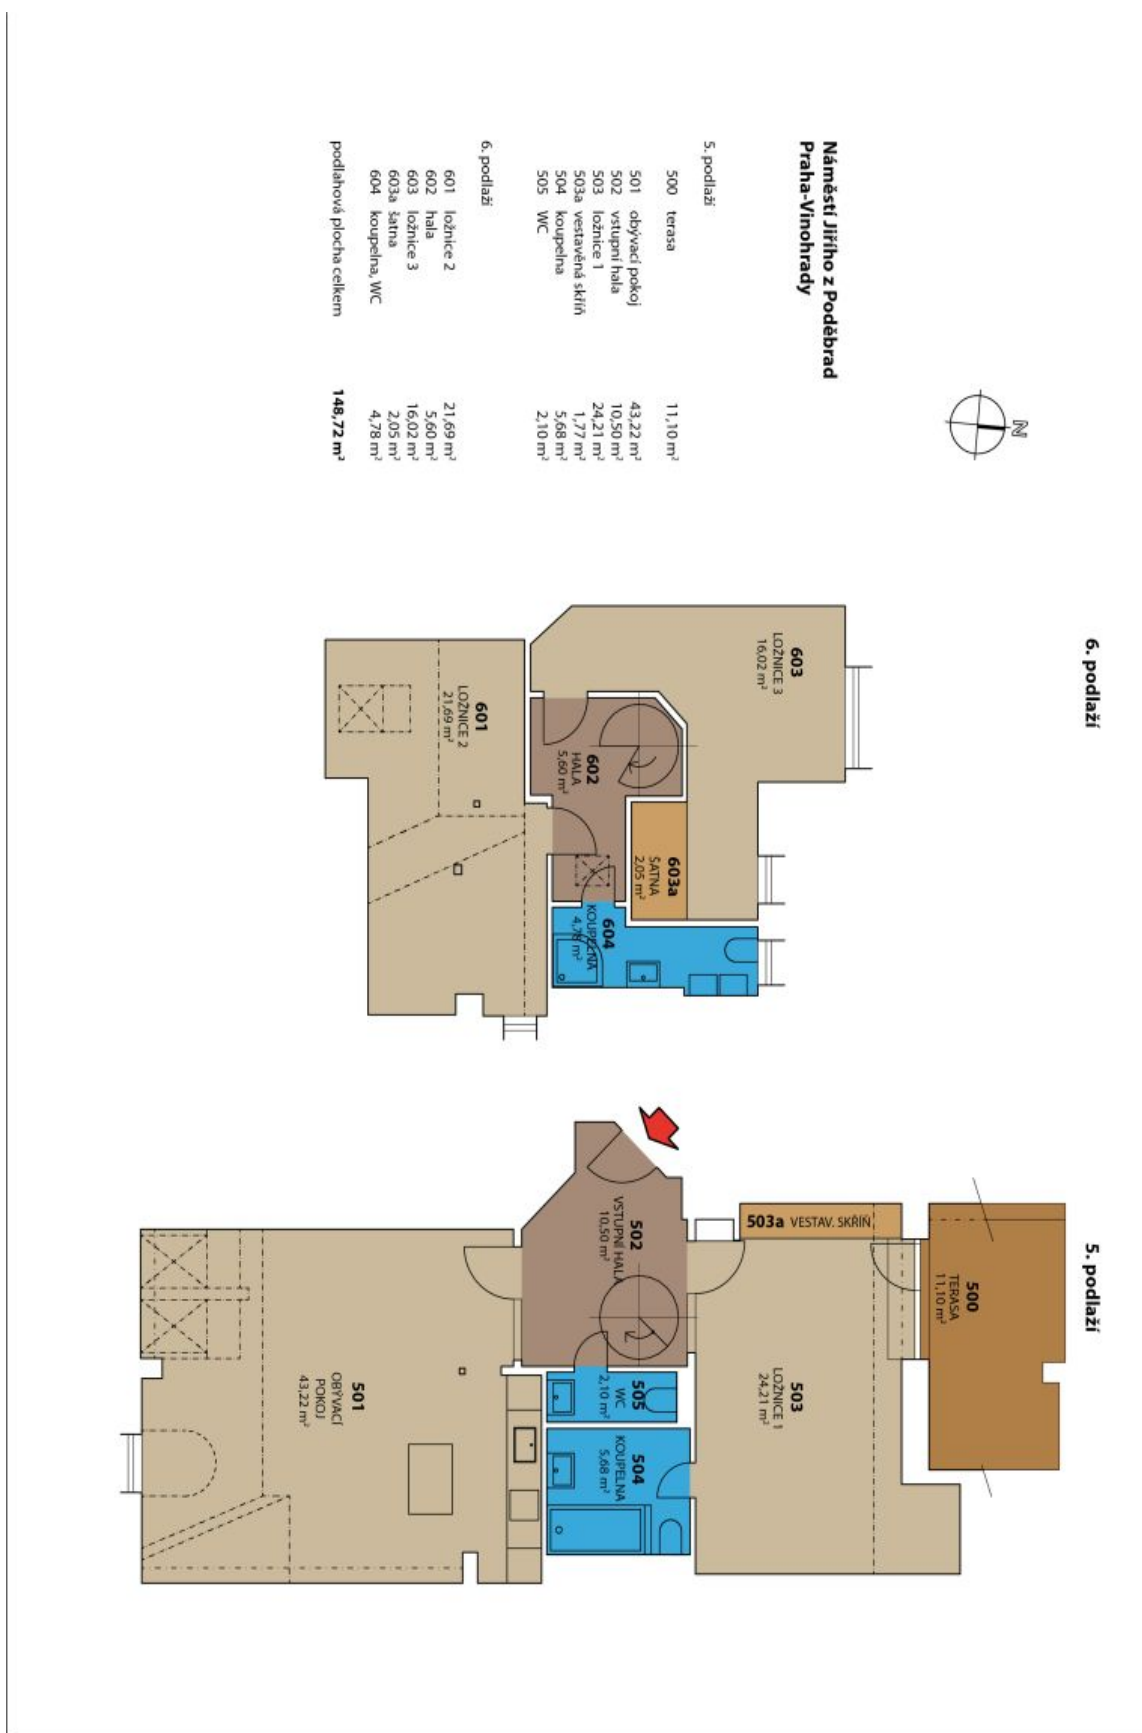 Náměstí Jiřího z Poděbrad
Praha-Vinohrady
N
5. podlaží
500 terasa 11,10 m²
501 obývací pokoj 43,22 m²
502 vstupní hala 10,50 m²
503 ložnice 1 24,21 m²
503a vestavěná skříň 1,77 m²
504 koupelna 5,68 m²
505 WC 2,10 m²
6. podlaží
601 ložnice 2 21,69 m²
602 hala 5,60 m²
603 ložnice 3 16,02 m²
603a šatna 2,05 m²
604 koupelna, WC 4,78 m²
podlahová plocha celkem 148,72 m²
6. podlaží
603
LOŽNICE 3
16,02 m²
601
LOŽNICE 2
21,69 m²
602
HALA
5,60 m²
603a
ŠATNA
2,05 m²
604
KOUPELNA
4,78 m²
5. podlaží
502
VSTUPNÍ HALA
10,50 m²
503a VESTAV. SKŘÍŇ
500
TERASA
11,10 m²
501
OBÝVACÍ
POKOJ
43,22 m²
505
WC
2,10 m²
503
LOŽNICE 1
24,21 m²
504
KOUPELNA
5,68 m²